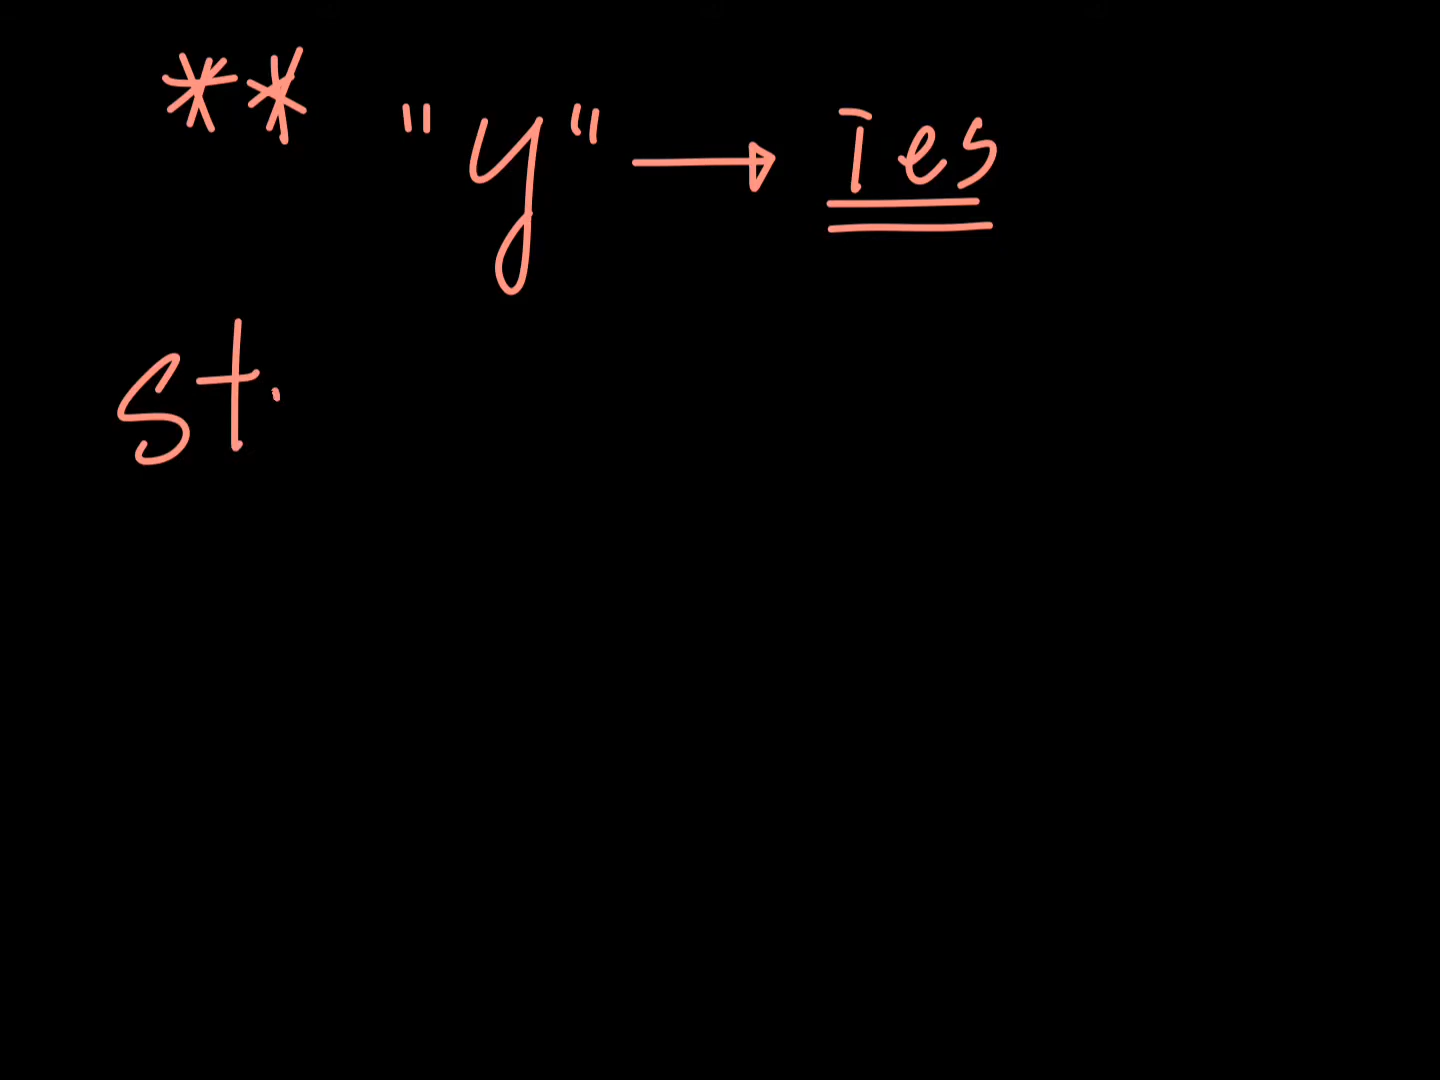 ** "y" → ies
st.